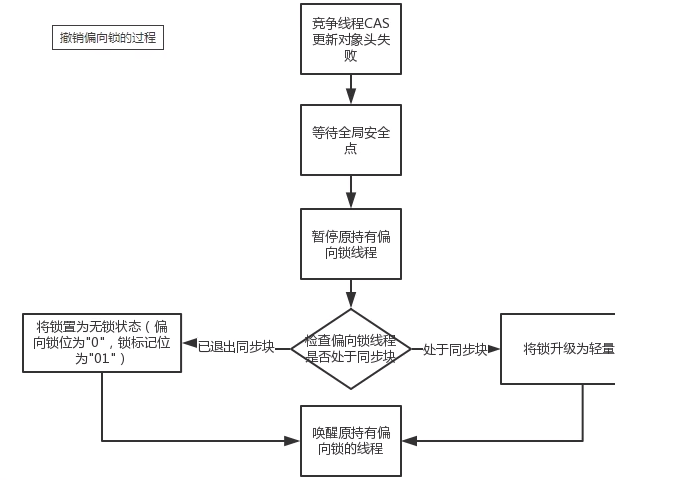 撤销偏向锁的过程
竞争线程CAS
更新对象头失
败
等待全局安全
点
暂停原持有偏
向锁线程
将锁置为无锁状态（偏
向锁位为"0"，锁标记位
为"01"）
已退出同步块
检查偏向锁线程
是否处于同步块
处于同步块
将锁升级为轻量
唤醒原持有偏
向锁的线程